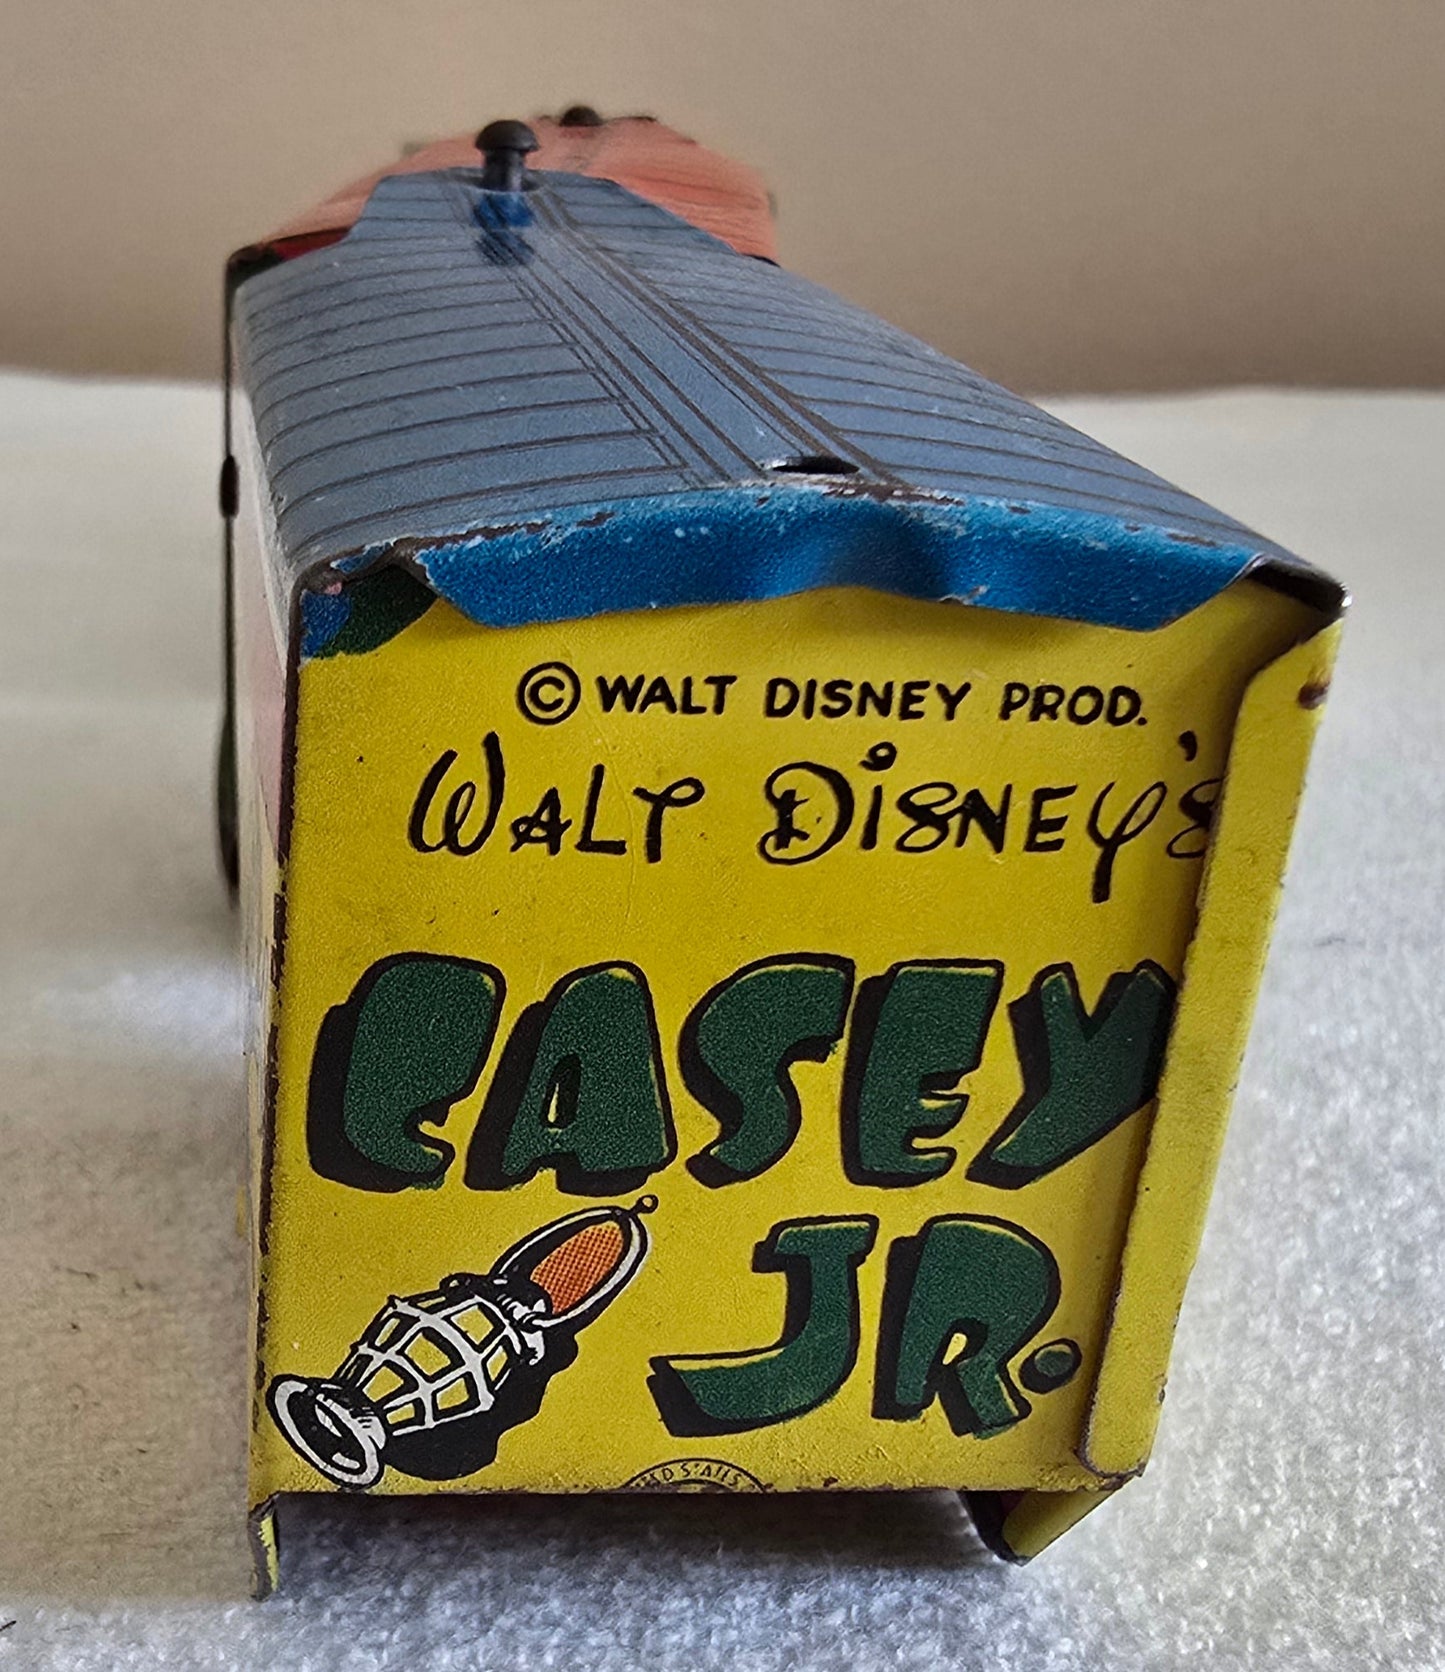 © WALT DISNEY PROD.
WALT DISNEY'S
CASEY
JR.